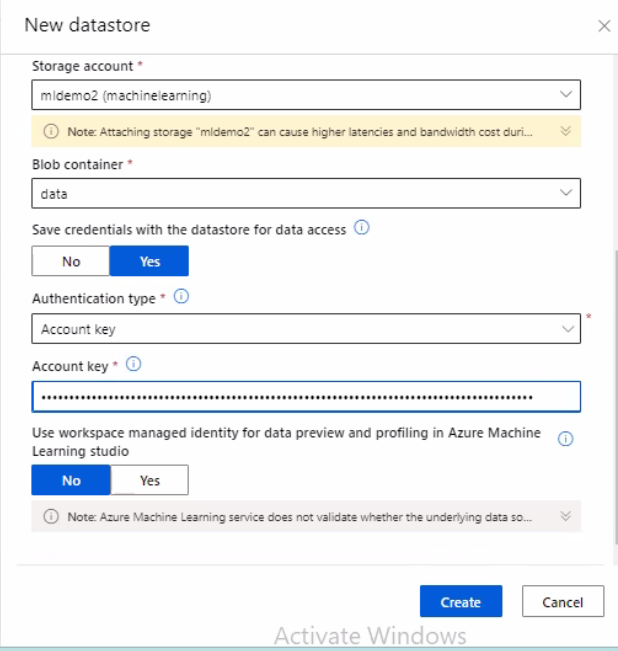 New datastore
Storage account *
mldemo2 (machinelearning)
Note: Attaching storage "mldemo2" can cause higher latencies and bandwidth cost duri...
Blob container *
data
Save credentials with the datastore for data access
No Yes
Authentication type *
Account key *
Account key *
Use workspace managed identity for data preview and profiling in Azure Machine
Learning studio
No Yes
Note: Azure Machine Learning service does not validate whether the underlying data so...
Create Cancel
Activate Windows